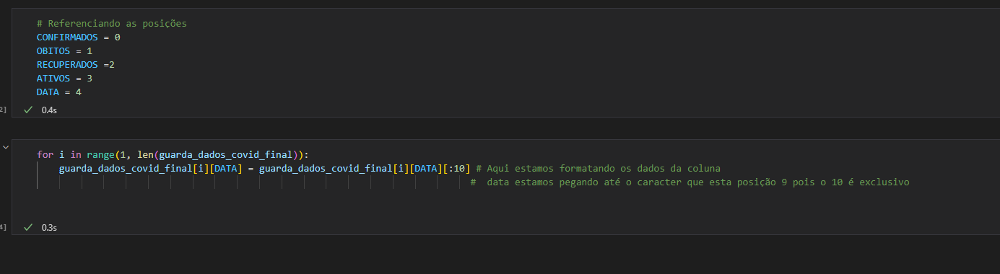 # Referenciando as posições
CONFIRMADOS = 0
OBITOS = 1
RECUPERADOS =2
ATIVOS = 3
DATA = 4
2] 0.4s
for i in range(1, len(guarda_dados_covid_final)):
guarda_dados_covid_final[i][DATA] = guarda_dados_covid_final[i][DATA][:10] # Aqui estamos formatando os dados da coluna
# data estamos pegando até o caracter que esta posição 9 pois o 10 é exclusivo
4] 0.3s